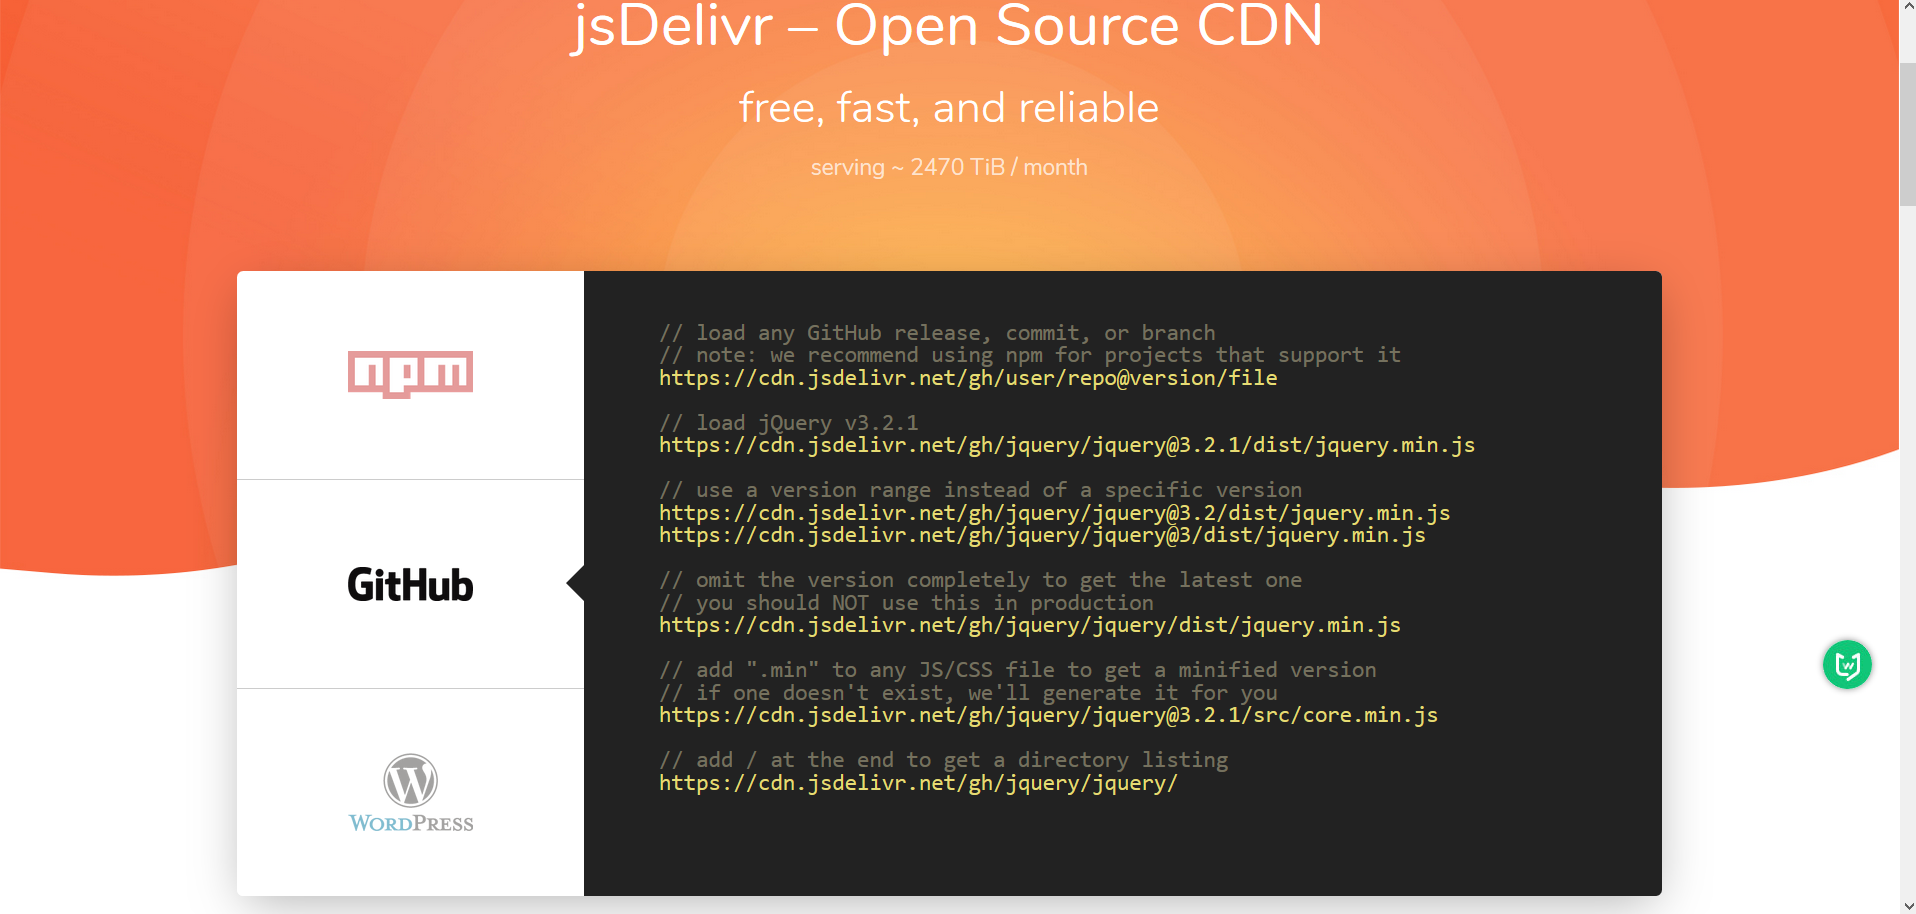 jsDelivr – Open Source CDN
free, fast, and reliable
serving ~ 2470 TiB / month
npm
GitHub
WORDPRESS
// load any GitHub release, commit, or branch
// note: we recommend using npm for projects that support it
https://cdn.jsdelivr.net/gh/user/repo@version/file
// load jQuery v3.2.1
https://cdn.jsdelivr.net/gh/jquery/jquery@3.2.1/dist/jquery.min.js
// use a version range instead of a specific version
https://cdn.jsdelivr.net/gh/jquery/jquery@3.2/dist/jquery.min.js
https://cdn.jsdelivr.net/gh/jquery/jquery@3/dist/jquery.min.js
// omit the version completely to get the latest one
// you should NOT use this in production
https://cdn.jsdelivr.net/gh/jquery/jquery/dist/jquery.min.js
// add ".min" to any JS/CSS file to get a minified version
// if one doesn't exist, we'll generate it for you
https://cdn.jsdelivr.net/gh/jquery/jquery@3.2.1/src/core.min.js
// add / at the end to get a directory listing
https://cdn.jsdelivr.net/gh/jquery/jquery/